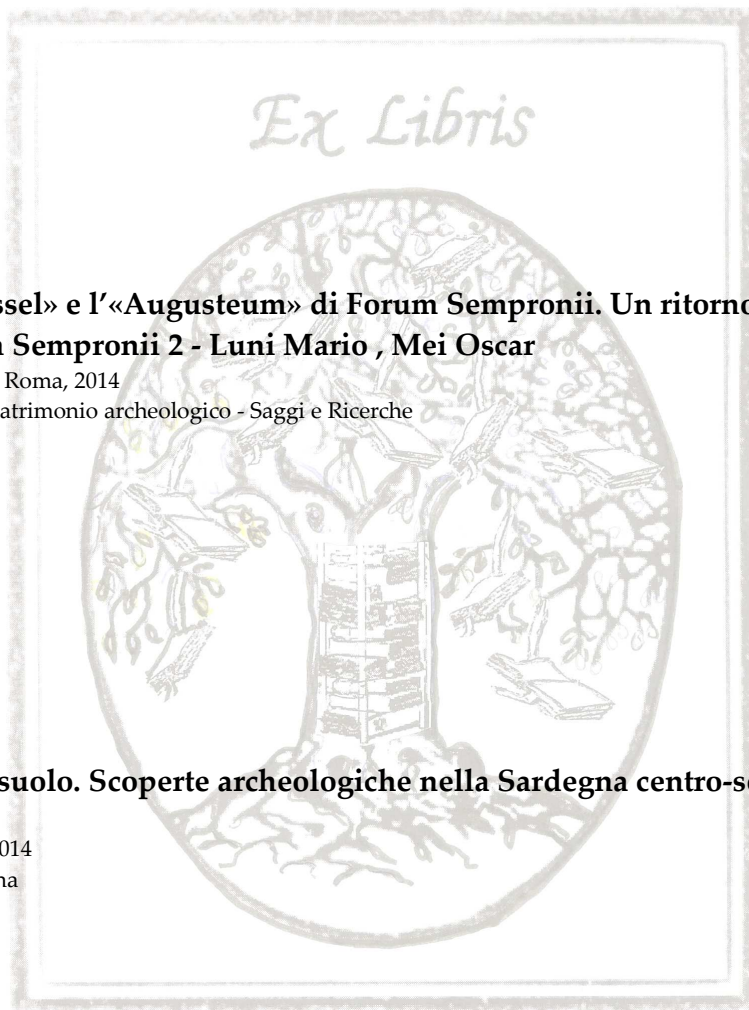 Ex Libris
ssel» e l'«Augusteum» di Forum Sempronii. Un ritorno
Sempronii 2 - Luni Mario , Mei Oscar
Roma, 2014
atrimonio archeologico - Saggi e Ricerche
suolo. Scoperte archeologiche nella Sardegna centro-se
014
na